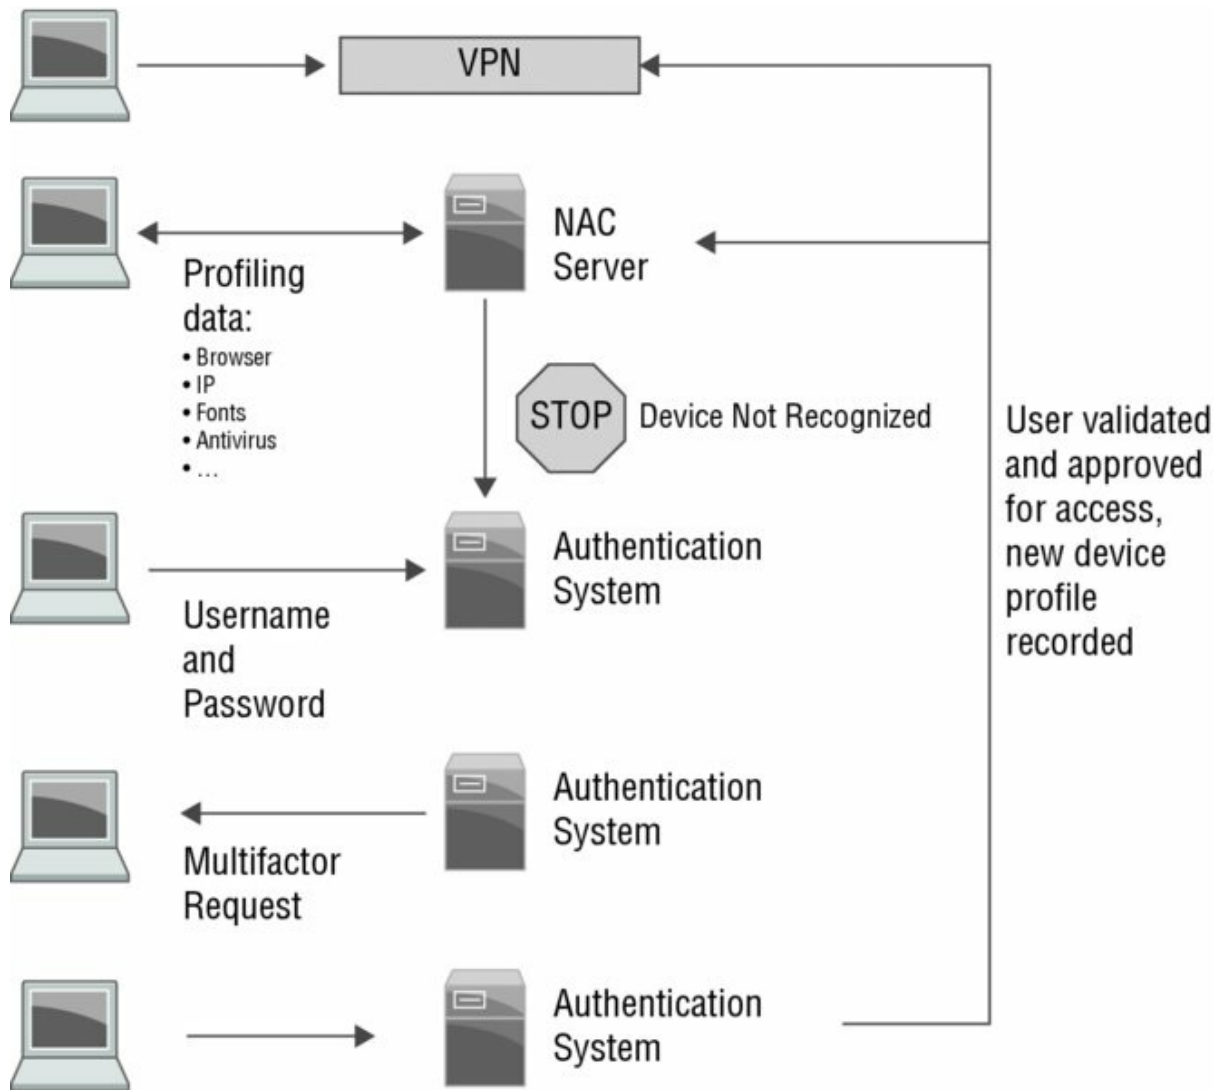 VPN
NAC
Server
Profiling
data:
• Browser
• IP
• Fonts
• Antivirus
• ...
STOP
Device Not Recognized
User validated
and approved
for access,
new device
profile
recorded
Authentication
System
Username
and
Password
Authentication
System
Multifactor
Request
Authentication
System